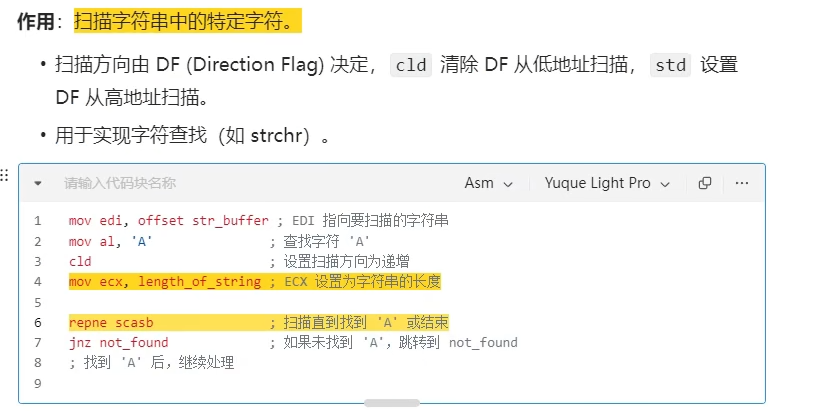 作用：扫描字符串中的特定字符。
• 扫描方向由 DF (Direction Flag) 决定，cld 清除 DF 从低地址扫描，std 设置
DF 从高地址扫描。
• 用于实现字符查找（如 strchr）。
请输入代码块名称 Asm Yuque Light Pro
1 mov edi, offset str_buffer ; EDI 指向要扫描的字符串
2 mov al, 'A' ; 查找字符 'A'
3 cld ; 设置扫描方向为递增
4 mov ecx, length_of_string ; ECX 设置为字符串的长度
5
6 repne scasb ; 扫描直到找到 'A' 或结束
7 jnz not_found ; 如果未找到 'A'，跳转到 not_found
8 ; 找到 'A' 后，继续处理
9